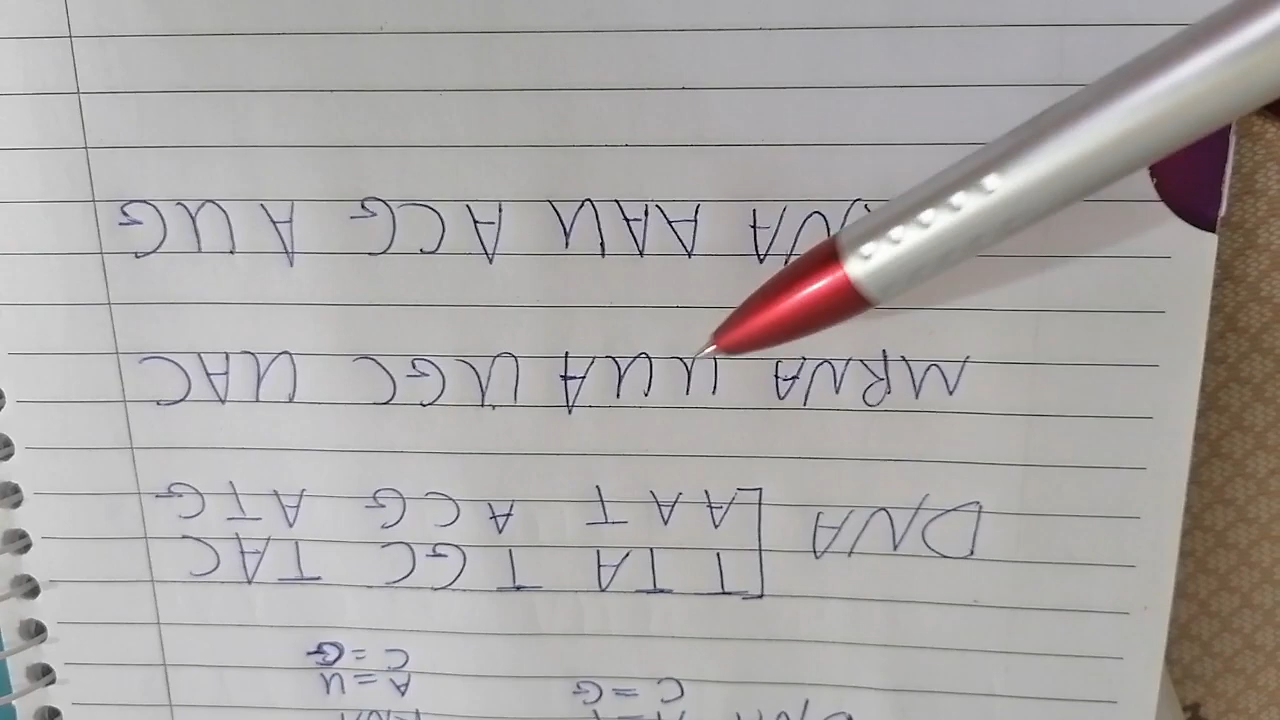 C = G A = U
C = G
DNA [ TTA TGC TAC
AAT ACG ATG
MRNA UUA UGC UAC
AAU ACG AUG